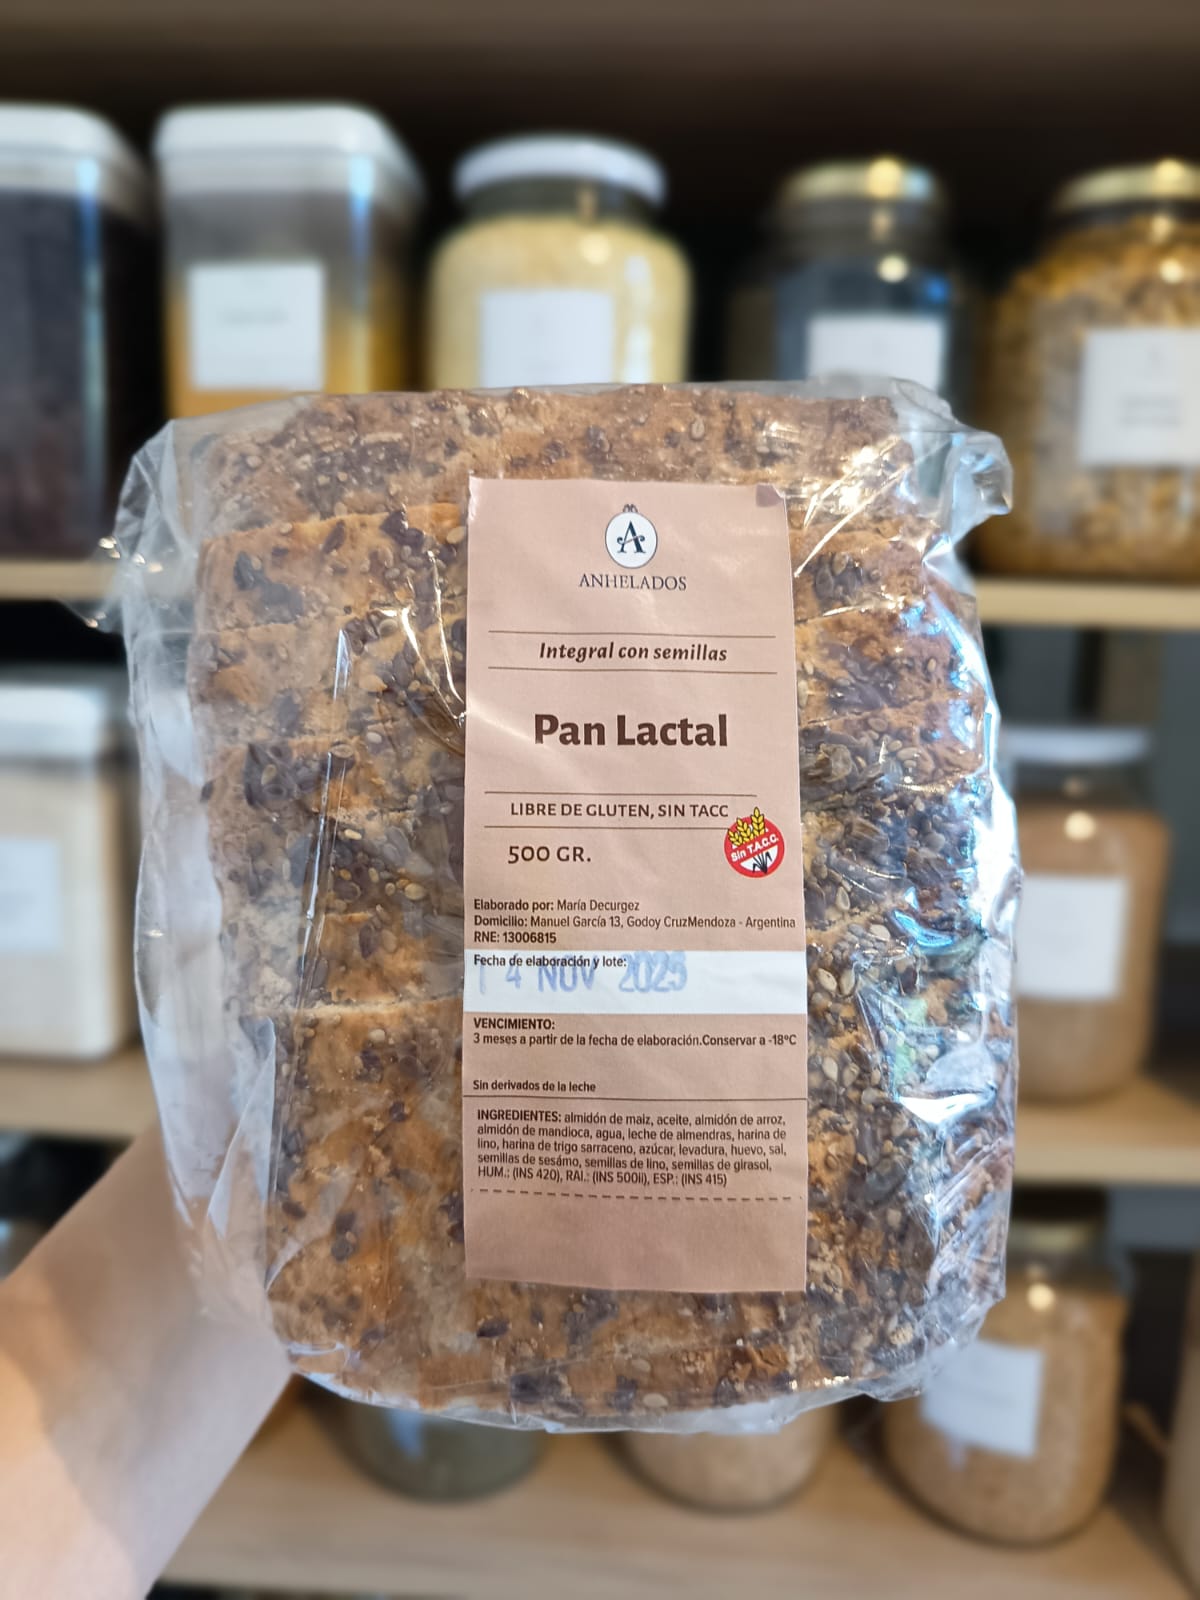 A
ANHELADOS
Integral con semillas
Pan Lactal
LIBRE DE GLUTEN, SIN TACC
Sin T.A.C.C.
500 GR.
Elaborado por: María Decurgez
Domicilio: Manuel García 13, Godoy CruzMendoza - Argentina
RNE: 13006815
Fecha de elaboración y lote:
14 NOV 2025
VENCIMIENTO:
3 meses a partir de la fecha de elaboración.Conservar a -18°C
Sin derivados de la leche
INGREDIENTES: almidón de maiz, aceite, almidón de arroz,
almidón de mandioca, agua, leche de almendras, harina de
lino, harina de trigo sarraceno, azúcar, levadura, huevo, sal,
semillas de sesámo, semillas de lino, semillas de girasol,
HUM.: (INS 420), RAI.: (INS 500ii), ESP.: (INS 415)